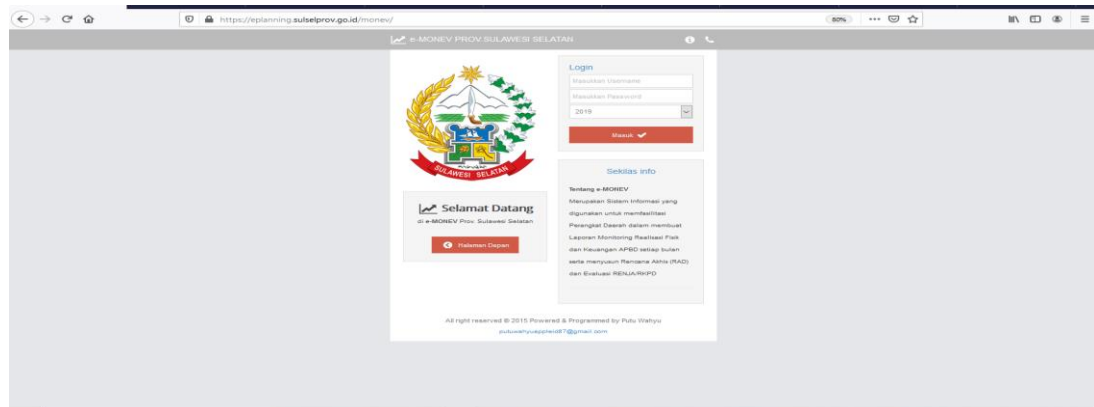 https://eplanning.sulselprov.go.id/monev/
60%
e-MONEV PROV.SULAWESI SELATAN
SULAWESI SELATAN
Selamat Datang
di e-MONEV Prov. Sulawesi Selatan
Halaman Depan
Login
Masukkan Username
Masukkan Password
2019
Masuk
Sekilas info
Tentang e-MONEV
Merupakan Sistem Informasi yang
digunakan untuk memfasilitasi
Perangkat Daerah dalam membuat
Laporan Monitoring Realisasi Fisik
dan Keuangan APBD setiap bulan
serta menyusun Rencana Akhis (RAD)
dan Evaluasi RENJA/RKPD
All right reserved © 2015 Powered & Programmed by Putu Wahyu